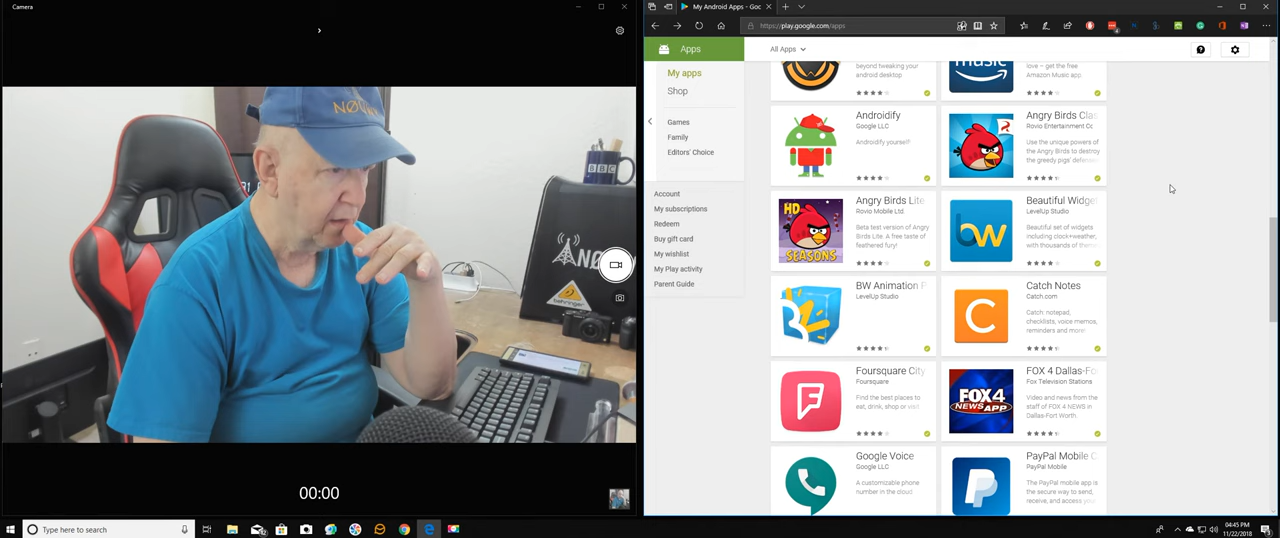 Camera
My Android Apps - Goo
https://play.google.com/apps
Apps
All Apps
My apps
Shop
Games
Family
Editors' Choice
Account
My subscriptions
Redeem
Buy gift card
My wishlist
My Play activity
Parent Guide
beyond tweaking your
android desktop
music
love – get the free
Amazon Music app
Androidify
Google LLC
Androidify yourself!
Angry Birds Clas
Rovio Entertainment Co
Use the unique powers of
the Angry Birds to destroy
the greedy pigs' defense
HD
SEASONS
Angry Birds Lite
Rovio Mobile Ltd.
Beta test version of Angry
Birds Lite. A free taste of
feathered fury!
bw
Beautiful Widge
LevelUp Studio
Beautiful set of widgets
including clock+weather,
with thousands of them
BW Animation P
LevelUp Studio
C
Catch Notes
Catch.com
Catch: notepad,
checklists, voice memos,
reminders and more
Foursquare City
Foursquare
Find the best places to
eat, drink, shop or visit
FOX4
NEWS APP
FOX 4 Dallas-Fo
Fox Television Stations
Video and news from the
staff of FOX 4 NEWS in
Dallas-Fort Worth.
Google Voice
Google LLC
A customizable phone
number in the cloud
PayPal Mobile C
PayPal Mobile
The PayPal mobile app is
the secure way to send,
receive, and access your
BBC
behringer
00:00
Type here to search
04:45 PM
11/22/2018